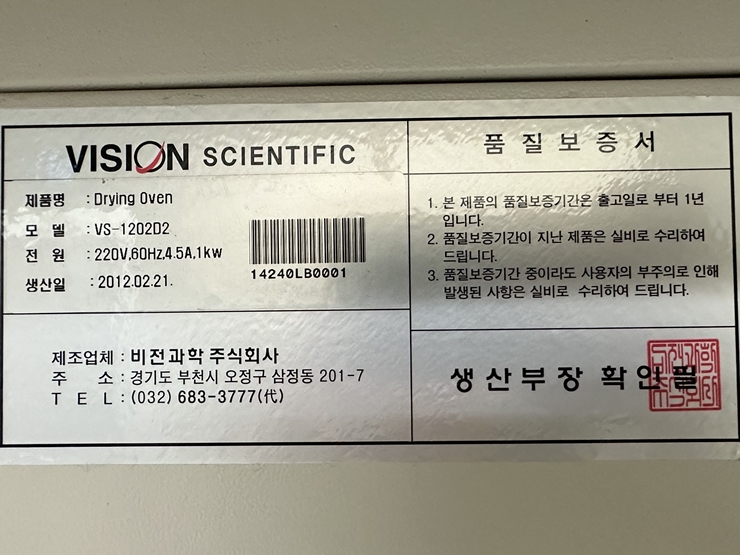 VISION SCIENTIFIC
제품명 : Drying Oven
모 델 : VS-1202D2
전 원 : 220V,60Hz,4.5A,1kw
생산일 : 2012.02.21.
14240LB0001
제조업체 : 비전과학 주식회사
주 소 : 경기도 부천시 오정구 삼정동 201-7
T E L : (032) 683-3777(代)
품 질 보 증 서
1. 본 제품의 품질보증기간은 출고일로 부터 1년
입니다.
2. 품질보증기간이 지난 제품은 실비로 수리하여
드립니다.
3. 품질보증기간 중이라도 사용자의 부주의로 인해
발생된 사항은 실비로 수리하여 드립니다.
생 산 부 장 확 인 필